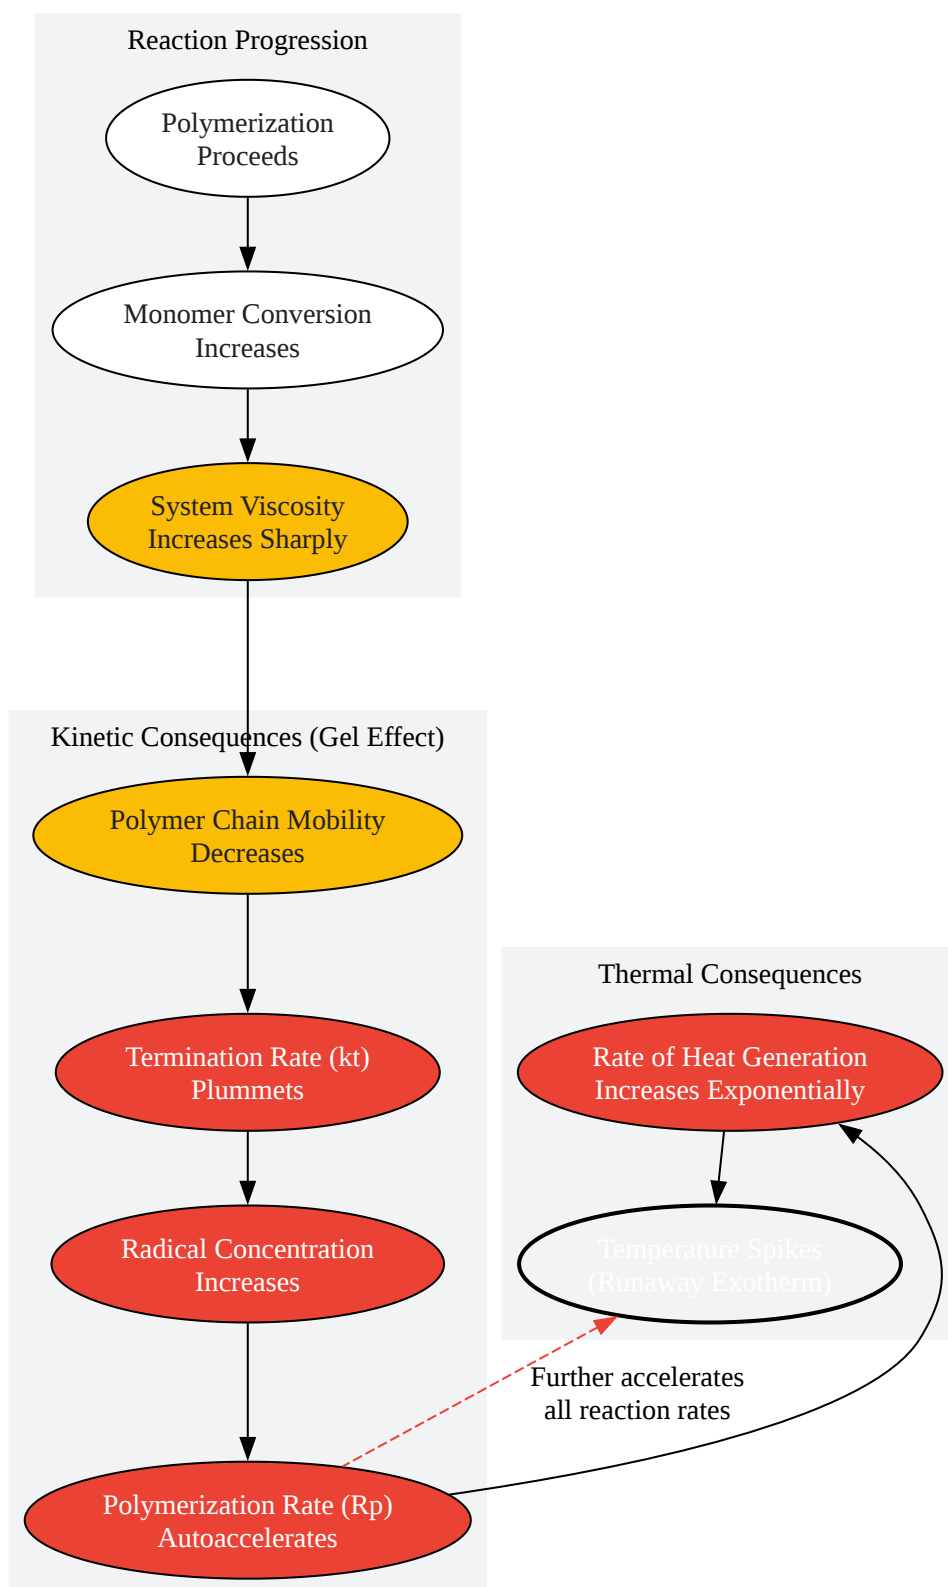 Reaction Progression
Polymerization
Proceeds
Monomer Conversion
Increases
System Viscosity
Increases Sharply
Kinetic Consequences (Gel Effect)
Polymer Chain Mobility
Decreases
Termination Rate (kt)
Plummets
Radical Concentration
Increases
Polymerization Rate (Rp)
Autoaccelerates
Thermal Consequences
Rate of Heat Generation
Increases Exponentially
Temperature Spikes
(Runaway Exotherm)
Further accelerates
all reaction rates